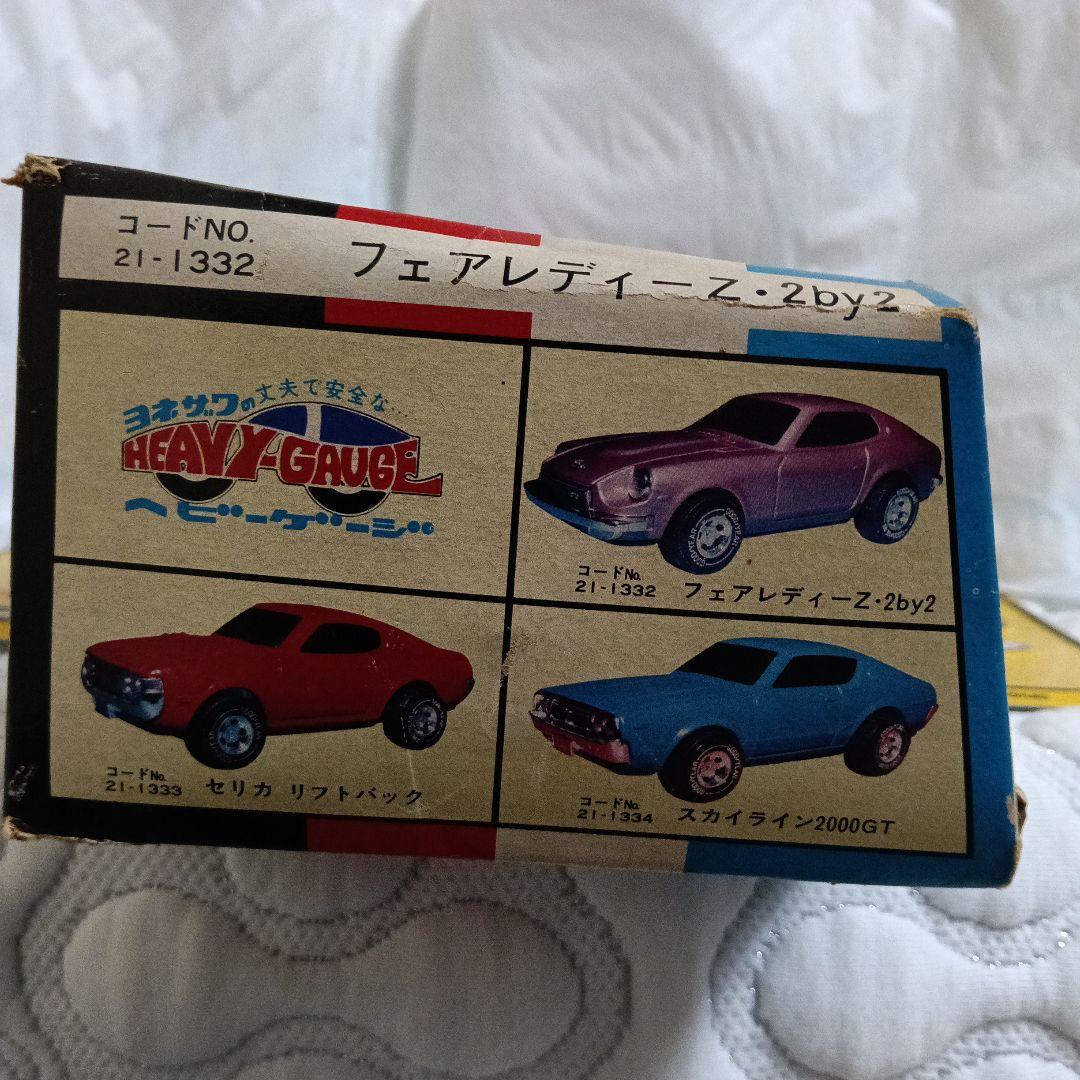 コードNO.
21-1332
フェアレディーZ・2by2
ヨネザワの丈夫で安全な…
HEAVY-GAUGE
ヘビーゲージ
コードNo.
21-1332 フェアレディーZ・2by2
コードNo.
21-1333 セリカ リフトバック
コードNo.
21-1334 スカイライン2000GT
GOODYEAR